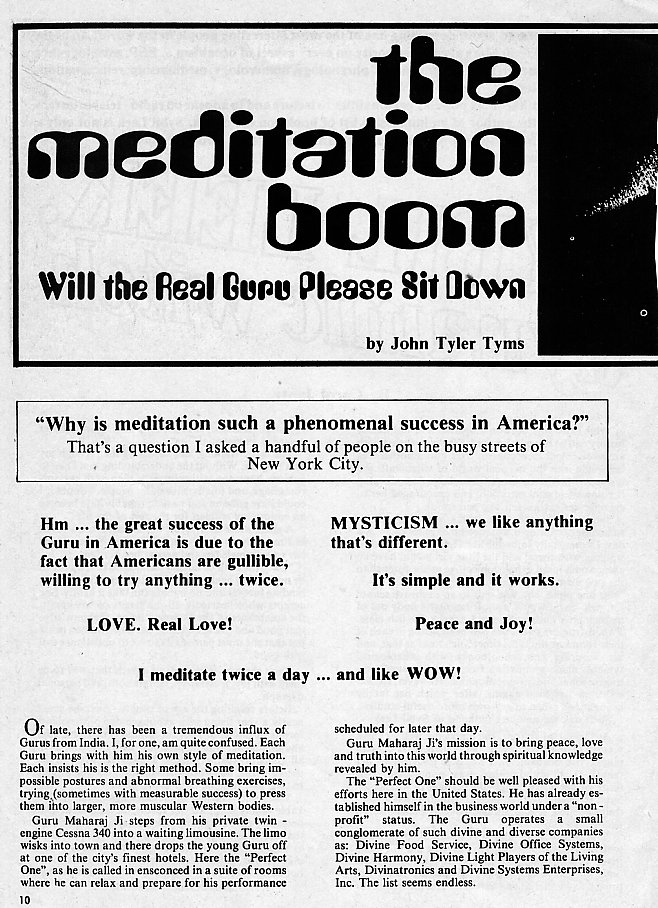 the
meditation
boom
Will the Real Guru Please Sit Down
by John Tyler Tyms
“Why is meditation such a phenomenal success in America?”
That's a question I asked a handful of people on the busy streets of
New York City.
Hm ... the great success of the
Guru in America is due to the
fact that Americans are gullible,
willing to try anything ... twice.
LOVE. Real Love!
MYSTICISM ... we like anything
that's different.
It's simple and it works.
Peace and Joy!
I meditate twice a day ... and like WOW!
Of late, there has been a tremendous influx of
Gurus from India. I, for one, am quite confused. Each
Guru brings with him his own style of meditation.
Each insists his is the right method. Some bring im-
possible postures and abnormal breathing exercises,
trying (sometimes with measurable success) to press
them into larger, more muscular Western bodies.
Guru Maharaj Ji steps from his private twin -
engine Cessna 340 into a waiting limousine. The limo
wisks into town and there drops the young Guru off
at one of the city's finest hotels. Here the “Perfect
One”, as he is called in ensconced in a suite of rooms
where he can relax and prepare for his performance
10
scheduled for later that day.
Guru Maharaj Ji's mission is to bring peace, love
and truth into this world through spiritual knowledge
revealed by him.
The “Perfect One” should be well pleased with his
efforts here in the United States. He has already es-
tablished himself in the business world under a “non -
profit” status. The Guru operates a small
conglomerate of such divine and diverse companies
as: Divine Food Service, Divine Office Systems,
Divine Harmony, Divine Light Players of the Living
Arts, Divinatronics and Divine Systems Enterprises,
Inc. The list seems endless.